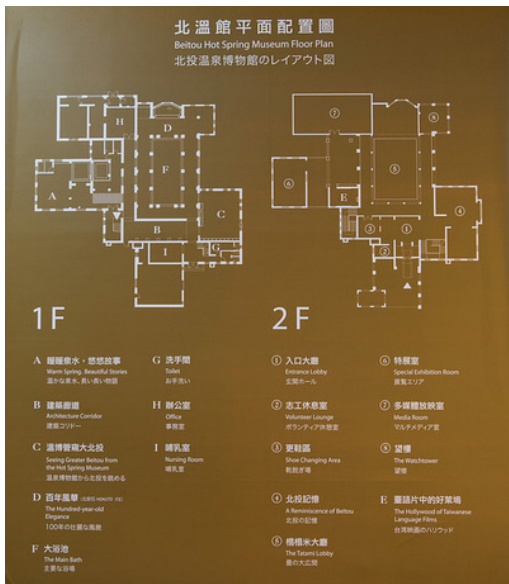 北溫館平面配置圖
Beitou Hot Spring Museum Floor Plan
北投温泉博物館のレイアウト図
H
D
F
A
C
B
G
I
⑦
⑧
⑤
⑥
E
④
③
①
②
1F
2F
A 暖暖泉水・悠悠故事
Warm Spring. Beautiful Stories
温かな泉水、長い長い物語
B 建築廊道
Architecture Corridor
建築コリドー
C 溫博管窺大北投
Seeing Greater Beitou from
the Hot Spring Museum
温泉博物館から北投を眺める
D 百年風華
The Hundred-year-old
Elegance
100年の壮麗な風貌
F 大浴池
The Main Bath
主要な浴場
G 洗手間
Toilet
お手洗い
H 辦公室
Office
事務室
I 哺乳室
Nursing Room
哺乳室
① 入口大廳
Entrance Lobby
玄関ホール
② 志工休息室
Volunteer Lounge
ボランティア休憩室
③ 更鞋區
Shoe Changing Area
靴脱ぎ場
④ 北投記憶
A Reminiscence of Beitou
北投の記憶
⑤ 榻榻米大廳
The Tatami Lobby
畳の大広間
⑥ 特展室
Special Exhibition Room
展覧エリア
⑦ 多媒體放映室
Media Room
マルチメディア室
⑧ 望樓
The Watchtower
望楼
E 臺語片中的好萊塢
The Hollywood of Taiwanese
Language Films
台湾映画のハリウッド